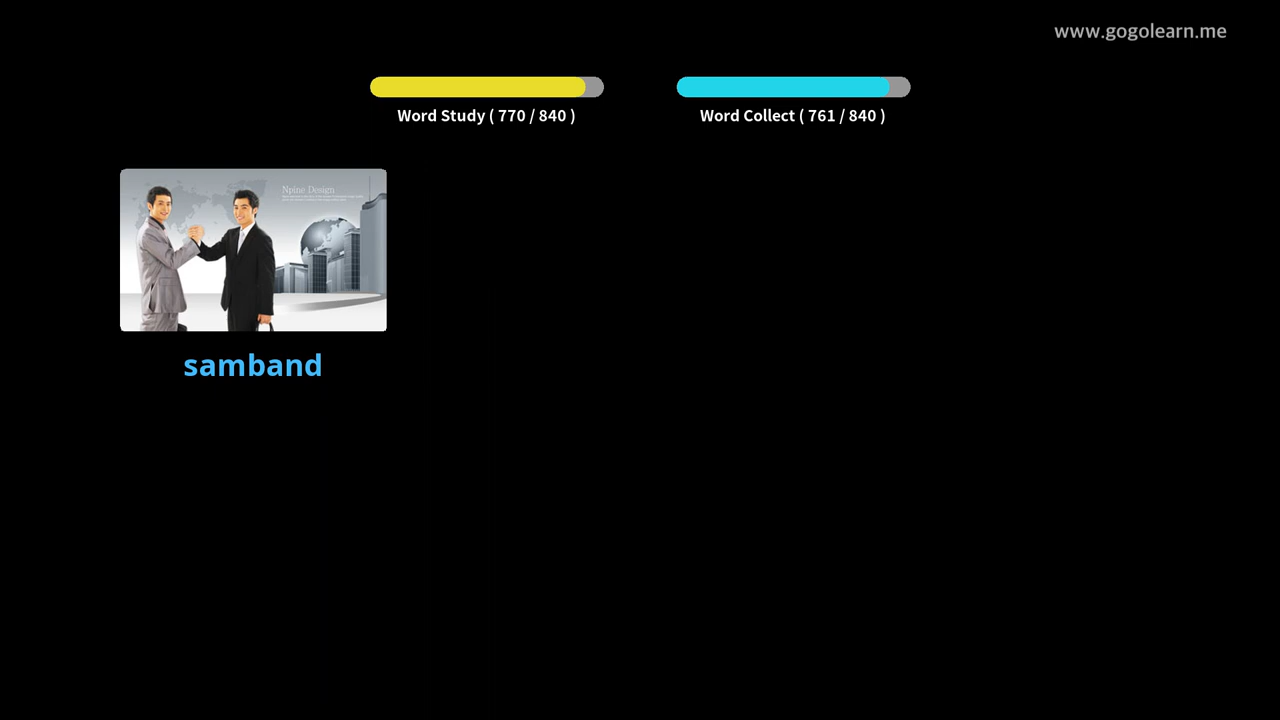 www.gogolearn.me
Word Study ( 770 / 840 )
Word Collect ( 761 / 840 )
Npine Design
samband